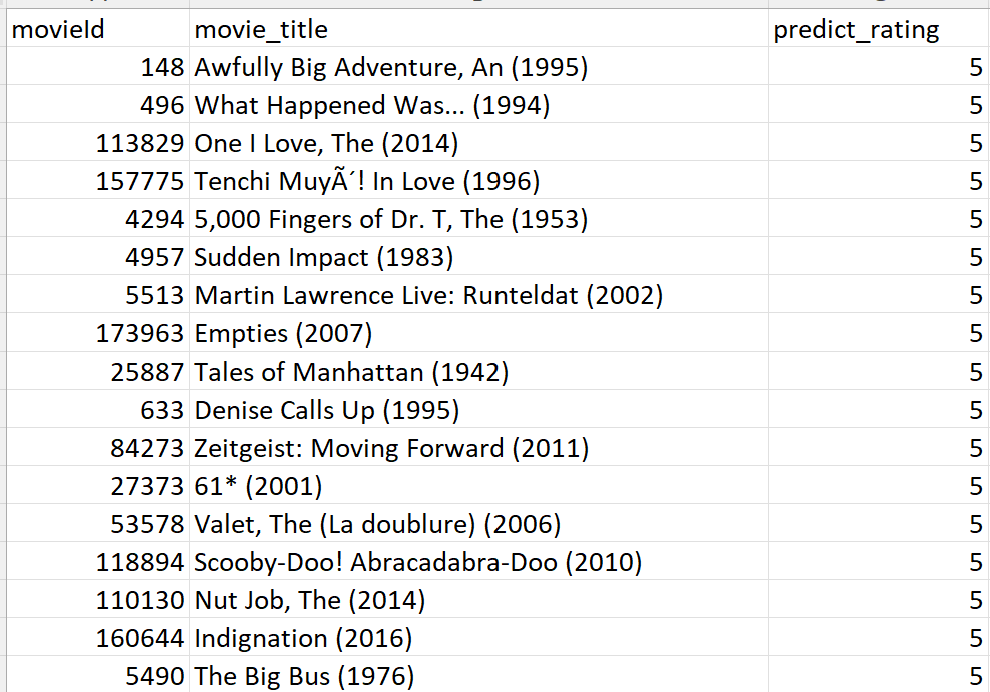 movieId movie_title predict_rating
148 Awfully Big Adventure, An (1995) 5
496 What Happened Was... (1994) 5
113829 One I Love, The (2014) 5
157775 Tenchi MuyÃ´! In Love (1996) 5
4294 5,000 Fingers of Dr. T, The (1953) 5
4957 Sudden Impact (1983) 5
5513 Martin Lawrence Live: Runteldat (2002) 5
173963 Empties (2007) 5
25887 Tales of Manhattan (1942) 5
633 Denise Calls Up (1995) 5
84273 Zeitgeist: Moving Forward (2011) 5
27373 61* (2001) 5
53578 Valet, The (La doublure) (2006) 5
118894 Scooby-Doo! Abracadabra-Doo (2010) 5
110130 Nut Job, The (2014) 5
160644 Indignation (2016) 5
5490 The Big Bus (1976) 5